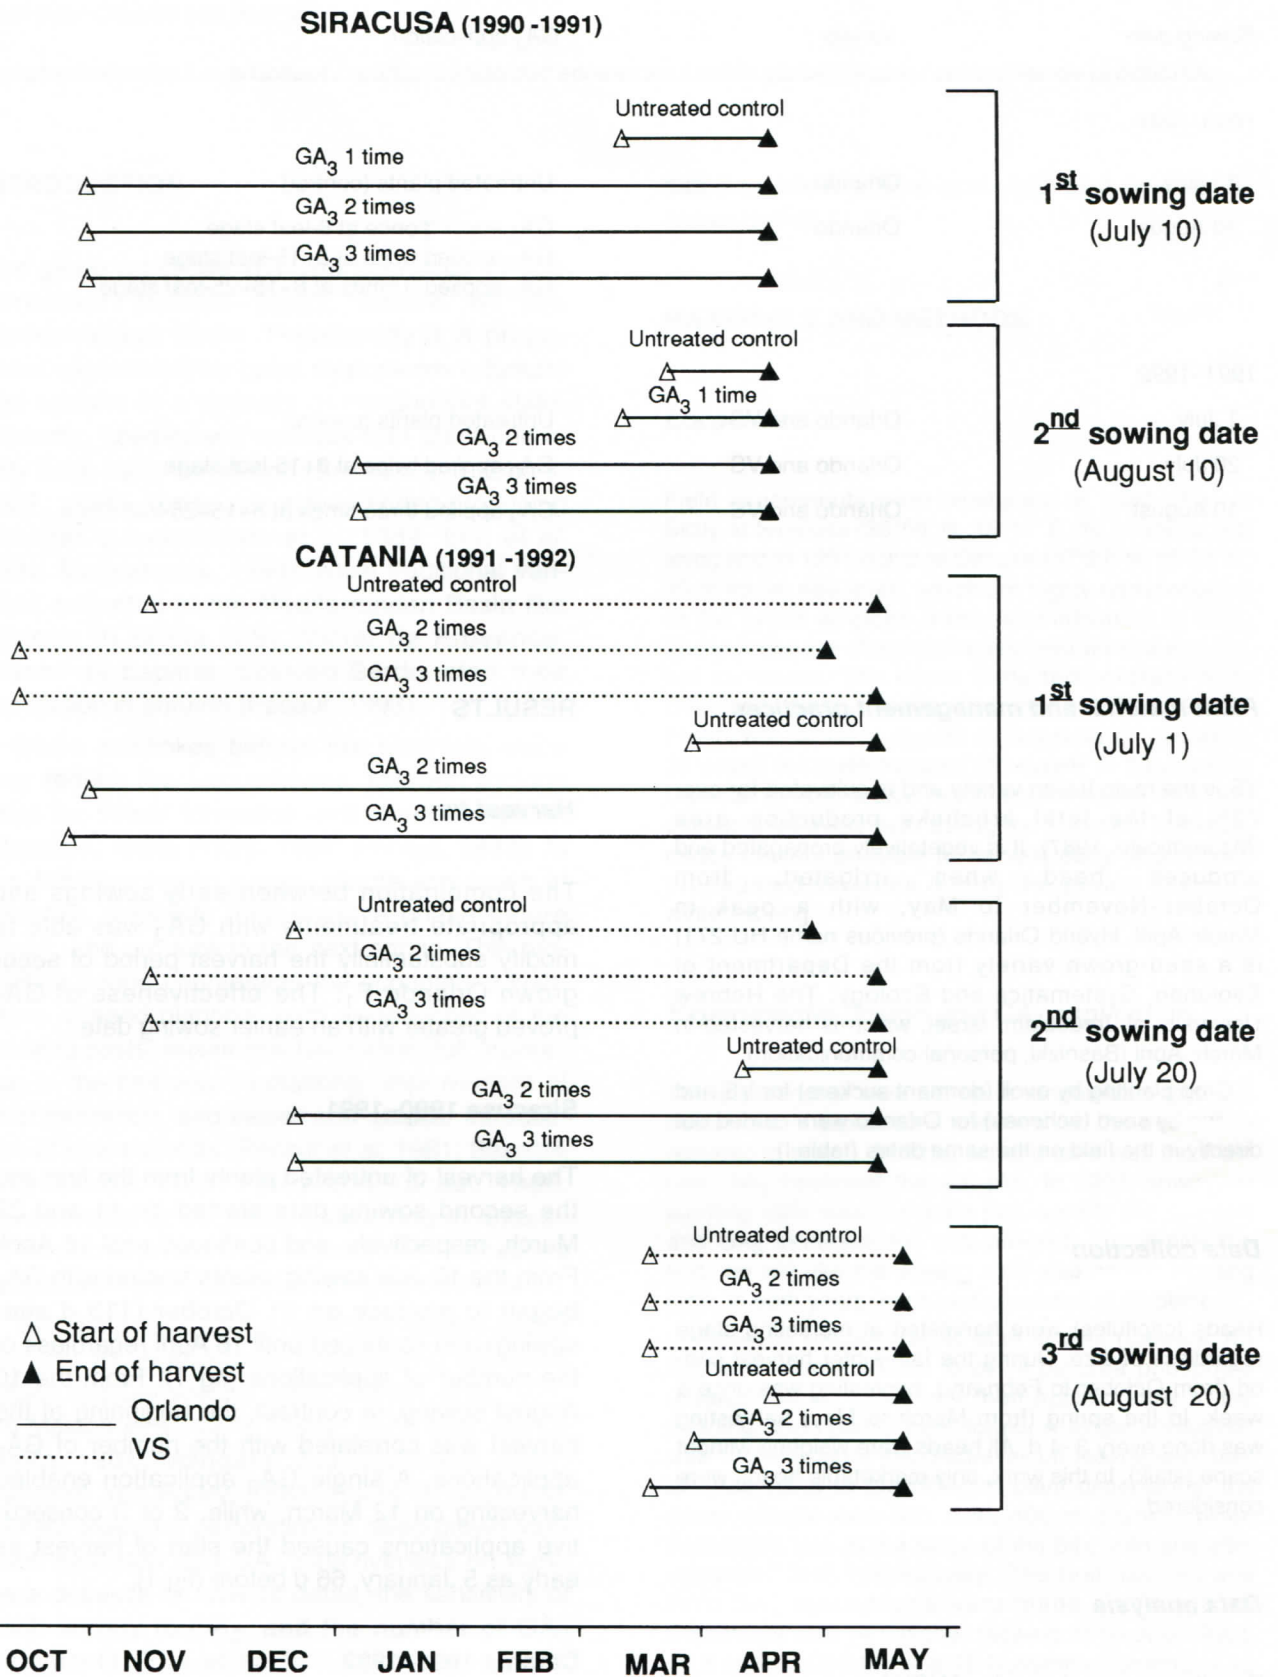 SIRACUSA (1990-1991)
Untreated control
GA3 1 time
GA3 2 times
GA3 3 times
1st sowing date
(July 10)
Untreated control
GA3 1 time
GA3 2 times
GA3 3 times
2nd sowing date
(August 10)
CATANIA (1991-1992)
Untreated control
GA3 2 times
GA3 3 times
Untreated control
GA3 2 times
GA3 3 times
1st sowing date
(July 1)
Untreated control
GA3 2 times
GA3 3 times
Untreated control
GA3 2 times
GA3 3 times
2nd sowing date
(July 20)
Untreated control
GA3 2 times
GA3 3 times
Untreated control
GA3 2 times
GA3 3 times
3rd sowing date
(August 20)
△ Start of harvest
▲ End of harvest
Orlando
VS
OCT NOV DEC JAN FEB MAR APR MAY